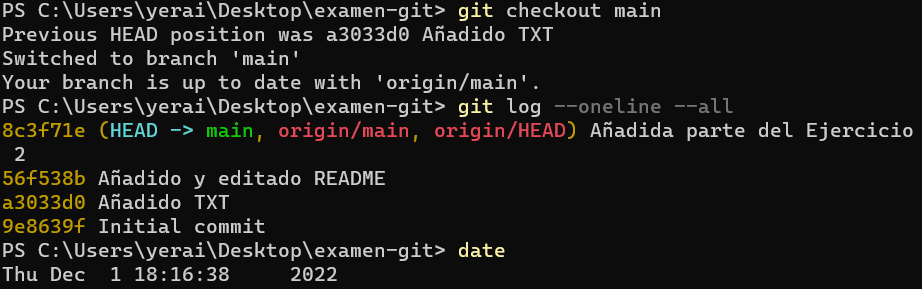 PS C:\Users\yerai\Desktop\examen-git> git checkout main
Previous HEAD position was a3033d0 Añadido TXT
Switched to branch 'main'
Your branch is up to date with 'origin/main'.
PS C:\Users\yerai\Desktop\examen-git> git log --oneline --all
8c3f71e (HEAD -> main, origin/main, origin/HEAD) Añadida parte del Ejercicio
 2
56f538b Añadido y editado README
a3033d0 Añadido TXT
9e8639f Initial commit
PS C:\Users\yerai\Desktop\examen-git> date
Thu Dec  1 18:16:38     2022